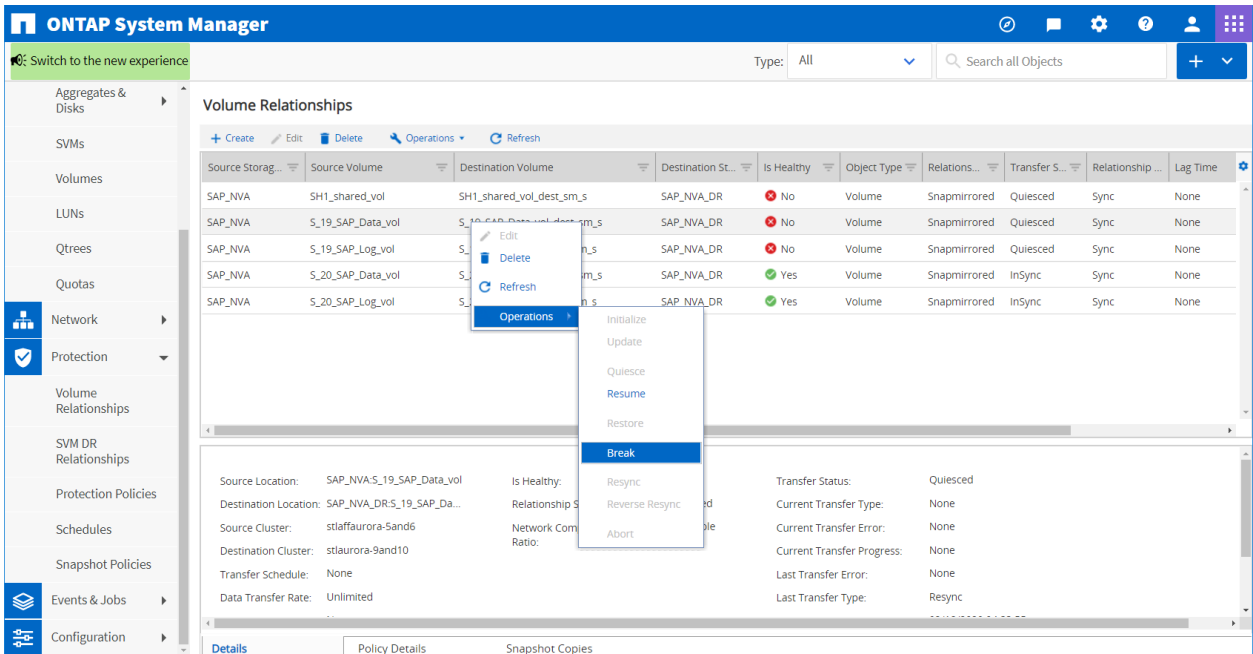 ONTAP System Manager
Switch to the new experience
Type: All
Search all Objects
Aggregates &
Disks
SVMs
Volumes
LUNs
Qtrees
Quotas
Network
Protection
Volume
Relationships
SVM DR
Relationships
Protection Policies
Schedules
Snapshot Policies
Events & Jobs
Configuration
Volume Relationships
+ Create Edit Delete Operations Refresh
Source Storag... Source Volume Destination Volume Destination St... Is Healthy Object Type Relations... Transfer S... Relationship ... Lag Time
SAP_NVA SH1_shared_vol SH1_shared_vol_dest_sm_s SAP_NVA_DR No Volume Snapmirrored Quiesced Sync None
SAP_NVA S_19_SAP_Data_vol S_19_SAP_Data_vol_dest_sm_s SAP_NVA_DR No Volume Snapmirrored Quiesced Sync None
SAP_NVA S_19_SAP_Log_vol SAP_NVA_DR No Volume Snapmirrored Quiesced Sync None
SAP_NVA S_20_SAP_Data_vol SAP_NVA_DR Yes Volume Snapmirrored InSync Sync None
SAP_NVA S_20_SAP_Log_vol SAP_NVA_DR Yes Volume Snapmirrored InSync Sync None
Edit
Delete
Refresh
Operations
Initialize
Update
Quiesce
Resume
Restore
Break
Resync
Reverse Resync
Abort
Source Location: SAP_NVA:S_19_SAP_Data_vol
Destination Location: SAP_NVA_DR:S_19_SAP_Da...
Source Cluster: stlaffaurora-5and6
Destination Cluster: stlaurora-9and10
Transfer Schedule: None
Data Transfer Rate: Unlimited
Is Healthy:
Relationship S
Network Com
Ratio:
Transfer Status: Quiesced
Current Transfer Type: None
Current Transfer Error: None
Current Transfer Progress: None
Last Transfer Error: None
Last Transfer Type: Resync
Details Policy Details Snapshot Copies